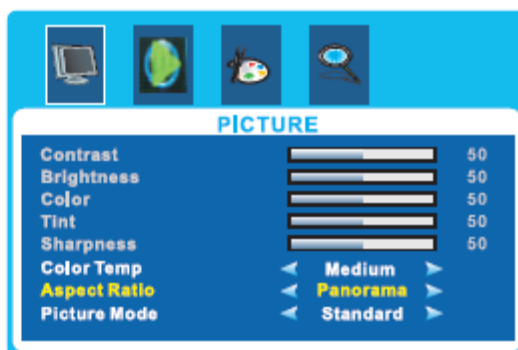 PICTURE
Contrast 50
Brightness 50
Color 50
Tint 50
Sharpness 50
Color Temp Medium
Aspect Ratio Panorama
Picture Mode Standard